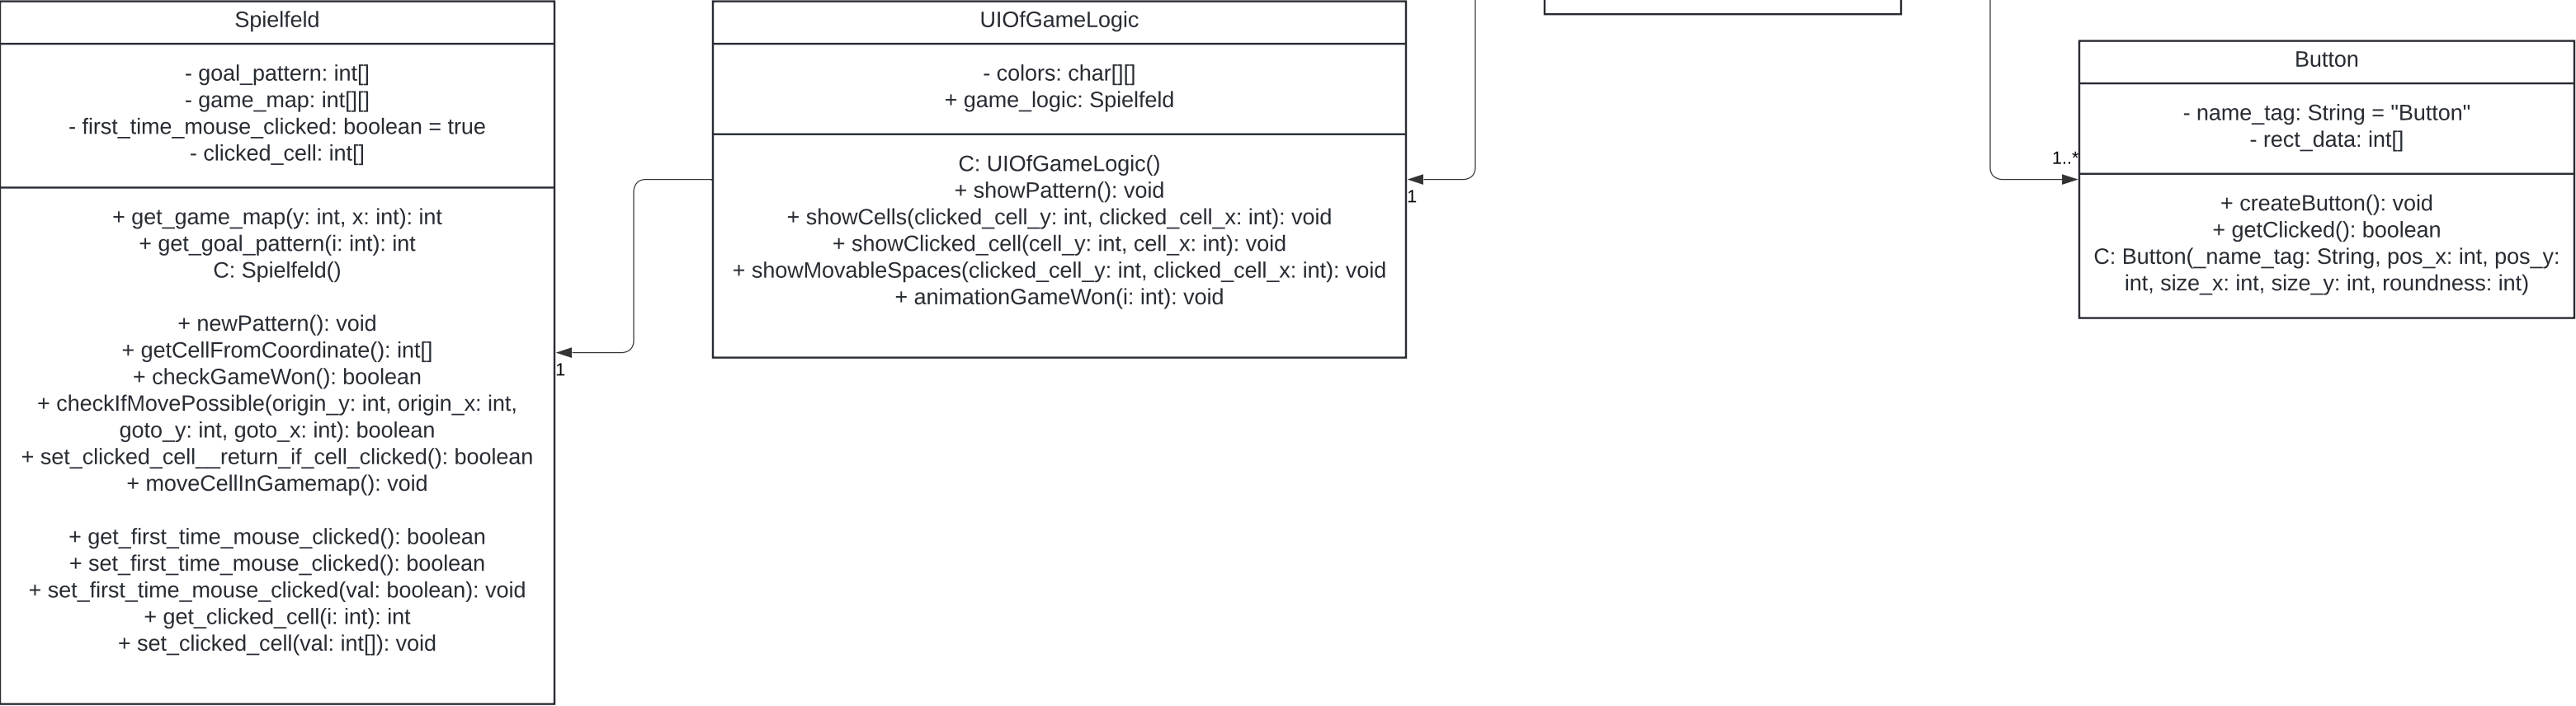 Spielfeld
- goal_pattern: int[]
- game_map: int[][]
- first_time_mouse_clicked: boolean = true
- clicked_cell: int[]
+ get_game_map(y: int, x: int): int
+ get_goal_pattern(i: int): int
C: Spielfeld()
+ newPattern(): void
+ getCellFromCoordinate(): int[]
+ checkGameWon(): boolean
+ checkIfMovePossible(origin_y: int, origin_x: int,
goto_y: int, goto_x: int): boolean
+ set_clicked_cell__return_if_cell_clicked(): boolean
+ moveCellInGamemap(): void
+ get_first_time_mouse_clicked(): boolean
+ set_first_time_mouse_clicked(): boolean
+ set_first_time_mouse_clicked(val: boolean): void
+ get_clicked_cell(i: int): int
+ set_clicked_cell(val: int[]): void
1
UIOfGameLogic
- colors: char[][]
+ game_logic: Spielfeld
C: UIOfGameLogic()
+ showPattern(): void
+ showCells(clicked_cell_y: int, clicked_cell_x: int): void
+ showClicked_cell(cell_y: int, cell_x: int): void
+ showMovableSpaces(clicked_cell_y: int, clicked_cell_x: int): void
+ animationGameWon(i: int): void
1
1..*
Button
- name_tag: String = "Button"
- rect_data: int[]
+ createButton(): void
+ getClicked(): boolean
C: Button(_name_tag: String, pos_x: int, pos_y:
int, size_x: int, size_y: int, roundness: int)